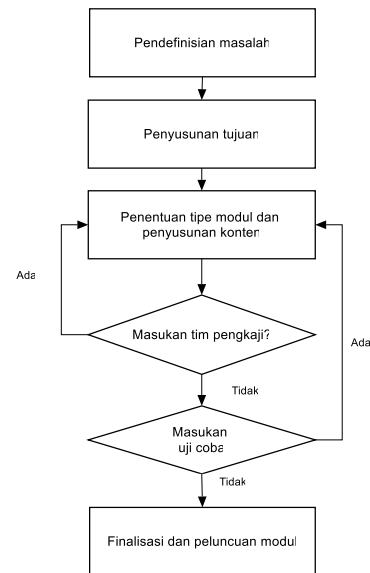 Pendefinisian masalah
Penyusunan tujuan
Penentuan tipe modul dan
penyusunan konten
Ada
Masukan tim pengkaji?
Ada
Tidak
Masukan
uji coba
Tidak
Finalisasi dan peluncuan modul